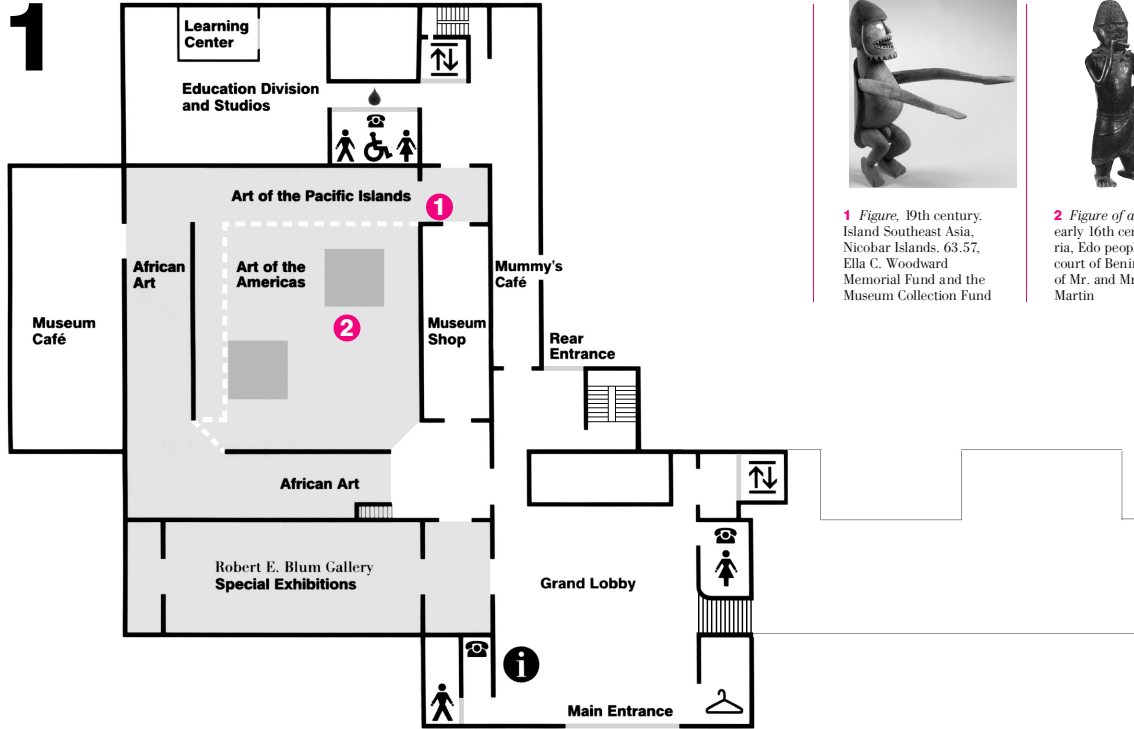 1
Learning
Center
Education Division
and Studios
Art of the Pacific Islands
1
African
Art
Art of the
Americas
2
Museum
Café
Museum
Shop
Mummy's
Café
Rear
Entrance
African Art
Robert E. Blum Gallery
Special Exhibitions
Grand Lobby
i
Main Entrance
1 Figure, 19th century.
Island Southeast Asia,
Nicobar Islands. 63.57,
Ella C. Woodward
Memorial Fund and the
Museum Collection Fund
2 Figure of a
early 16th cen
ria, Edo peop
court of Beni
of Mr. and Mr
Martin